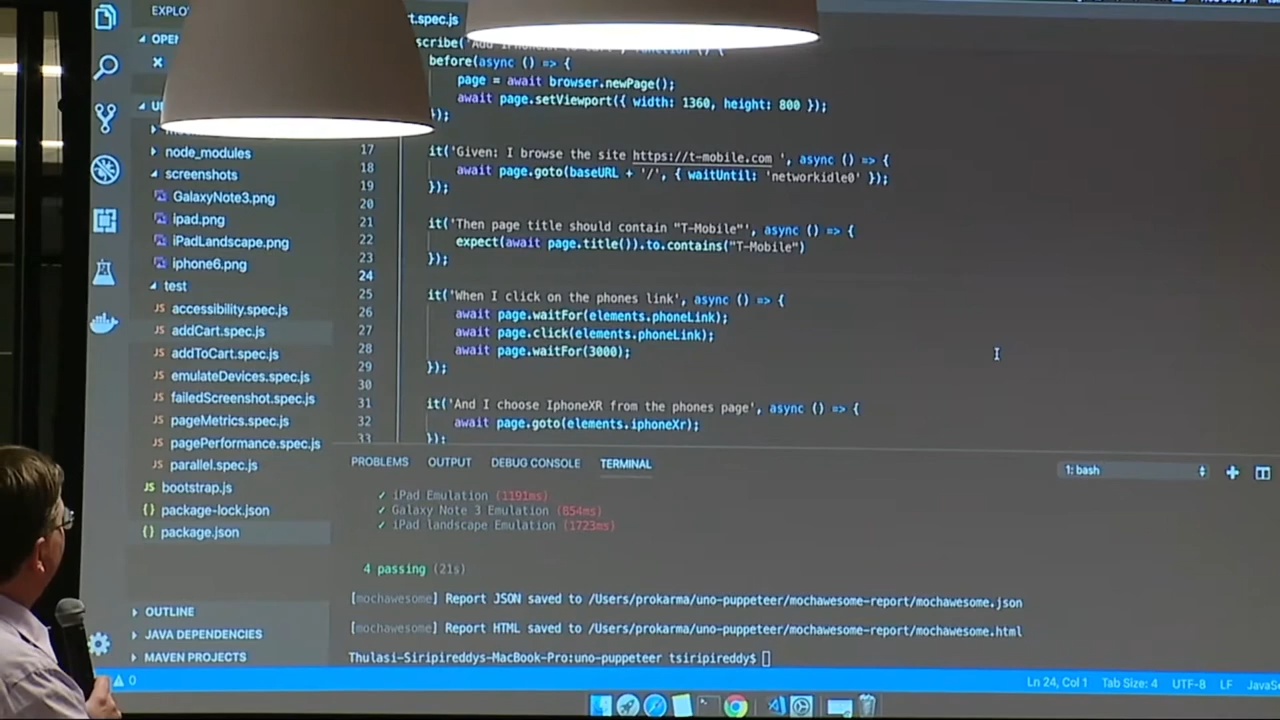 EXPLO
OPEN
node_modules
screenshots
GalaxyNote3.png
ipad.png
iPadLandscape.png
iphone6.png
test
JS accessibility.spec.js
JS addCart.spec.js
JS addToCart.spec.js
JS emulateDevices.spec.js
JS failedScreenshot.spec.js
JS pageMetrics.spec.js
JS pagePerformance.spec.js
JS parallel.spec.js
JS bootstrap.js
{} package-lock.json
{} package.json
OUTLINE
JAVA DEPENDENCIES
MAVEN PROJECTS
t.spec.js
before(async () => {
page = await browser.newPage();
await page.setViewport({ width: 1360, height: 800 });
});
17 it('Given: I browse the site https://t-mobile.com ', async () => {
18 await page.goto(baseURL + '/', { waitUntil: 'networkidle0' });
19 });
20
21 it('Then page title should contain "T-Mobile"', async () => {
22 expect(await page.title()).to.contains("T-Mobile")
23 });
24
25 it('When I click on the phones link', async () => {
26 await page.waitFor(elements.phoneLink);
27 await page.click(elements.phoneLink);
28 await page.waitFor(3000);
29 });
30
31 it('And I choose IphoneXR from the phones page', async () => {
32 await page.goto(elements.iphoneXr);
33 });
PROBLEMS OUTPUT DEBUG CONSOLE TERMINAL 1: bash
✓ iPad Emulation (1191ms)
✓ Galaxy Note 3 Emulation (854ms)
✓ iPad landscape Emulation (1723ms)
4 passing (21s)
[mochawesome] Report JSON saved to /Users/prokarma/uno-puppeteer/mochawesome-report/mochawesome.json
[mochawesome] Report HTML saved to /Users/prokarma/uno-puppeteer/mochawesome-report/mochawesome.html
Thulasi-Siripireddys-MacBook-Pro:uno-puppeteer tsiripireddy$
0 Ln 24, Col 1 Tab Size: 4 UTF-8 LF JavaSc